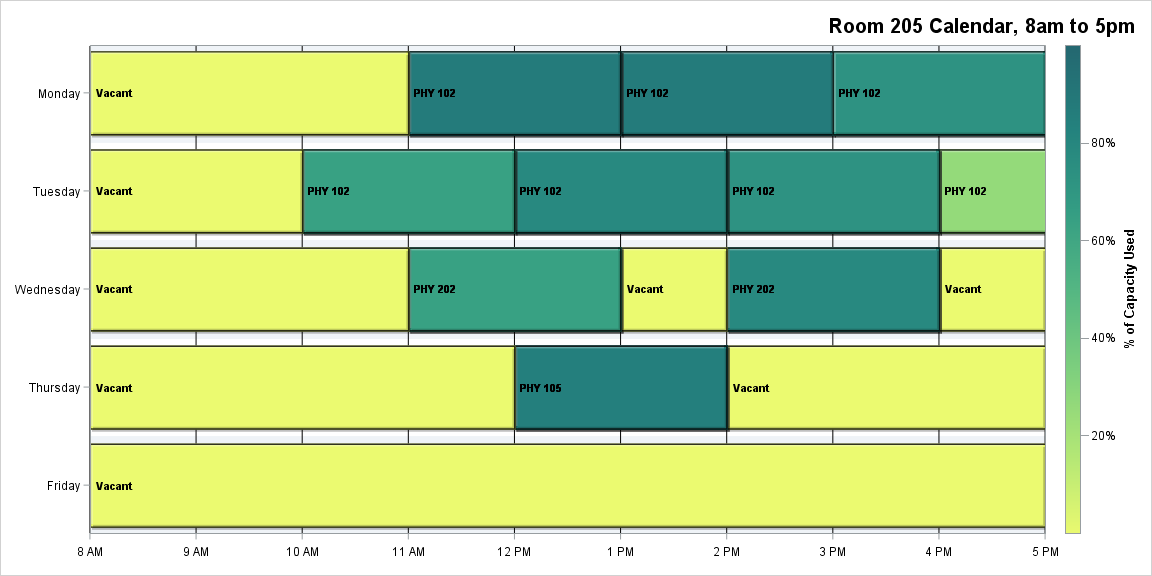 Room 205 Calendar, 8am to 5pm
Monday
Vacant
PHY 102
PHY 102
PHY 102
Tuesday
Vacant
PHY 102
PHY 102
PHY 102
PHY 102
Wednesday
Vacant
PHY 202
Vacant
PHY 202
Vacant
Thursday
Vacant
PHY 105
Vacant
Friday
Vacant
8 AM
9 AM
10 AM
11 AM
12 PM
1 PM
2 PM
3 PM
4 PM
5 PM
80%
60%
40%
20%
% of Capacity Used